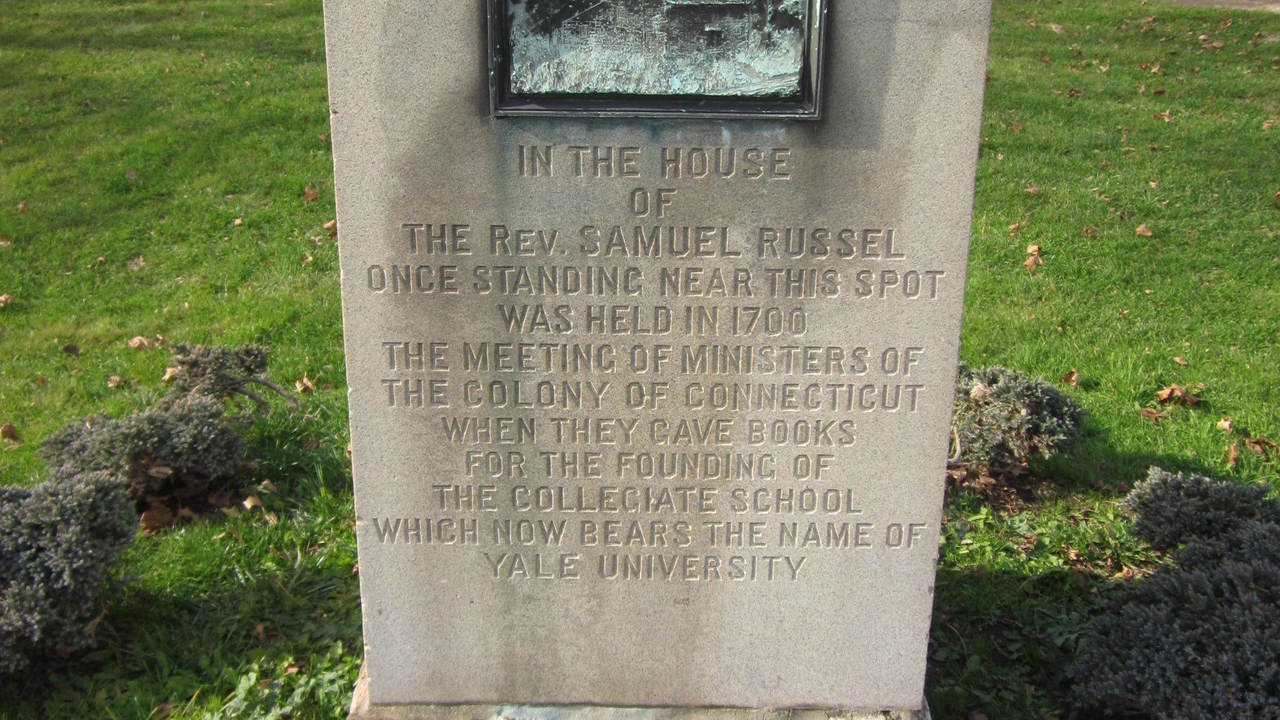 IN THE HOUSE
OF
THE REV. SAMUEL RUSSEL
ONCE STANDING NEAR THIS SPOT
WAS HELD IN 1700
THE MEETING OF MINISTERS OF
THE COLONY OF CONNECTICUT
WHEN THEY GAVE BOOKS
FOR THE FOUNDING OF
THE COLLEGIATE SCHOOL
WHICH NOW BEARS THE NAME OF
YALE UNIVERSITY